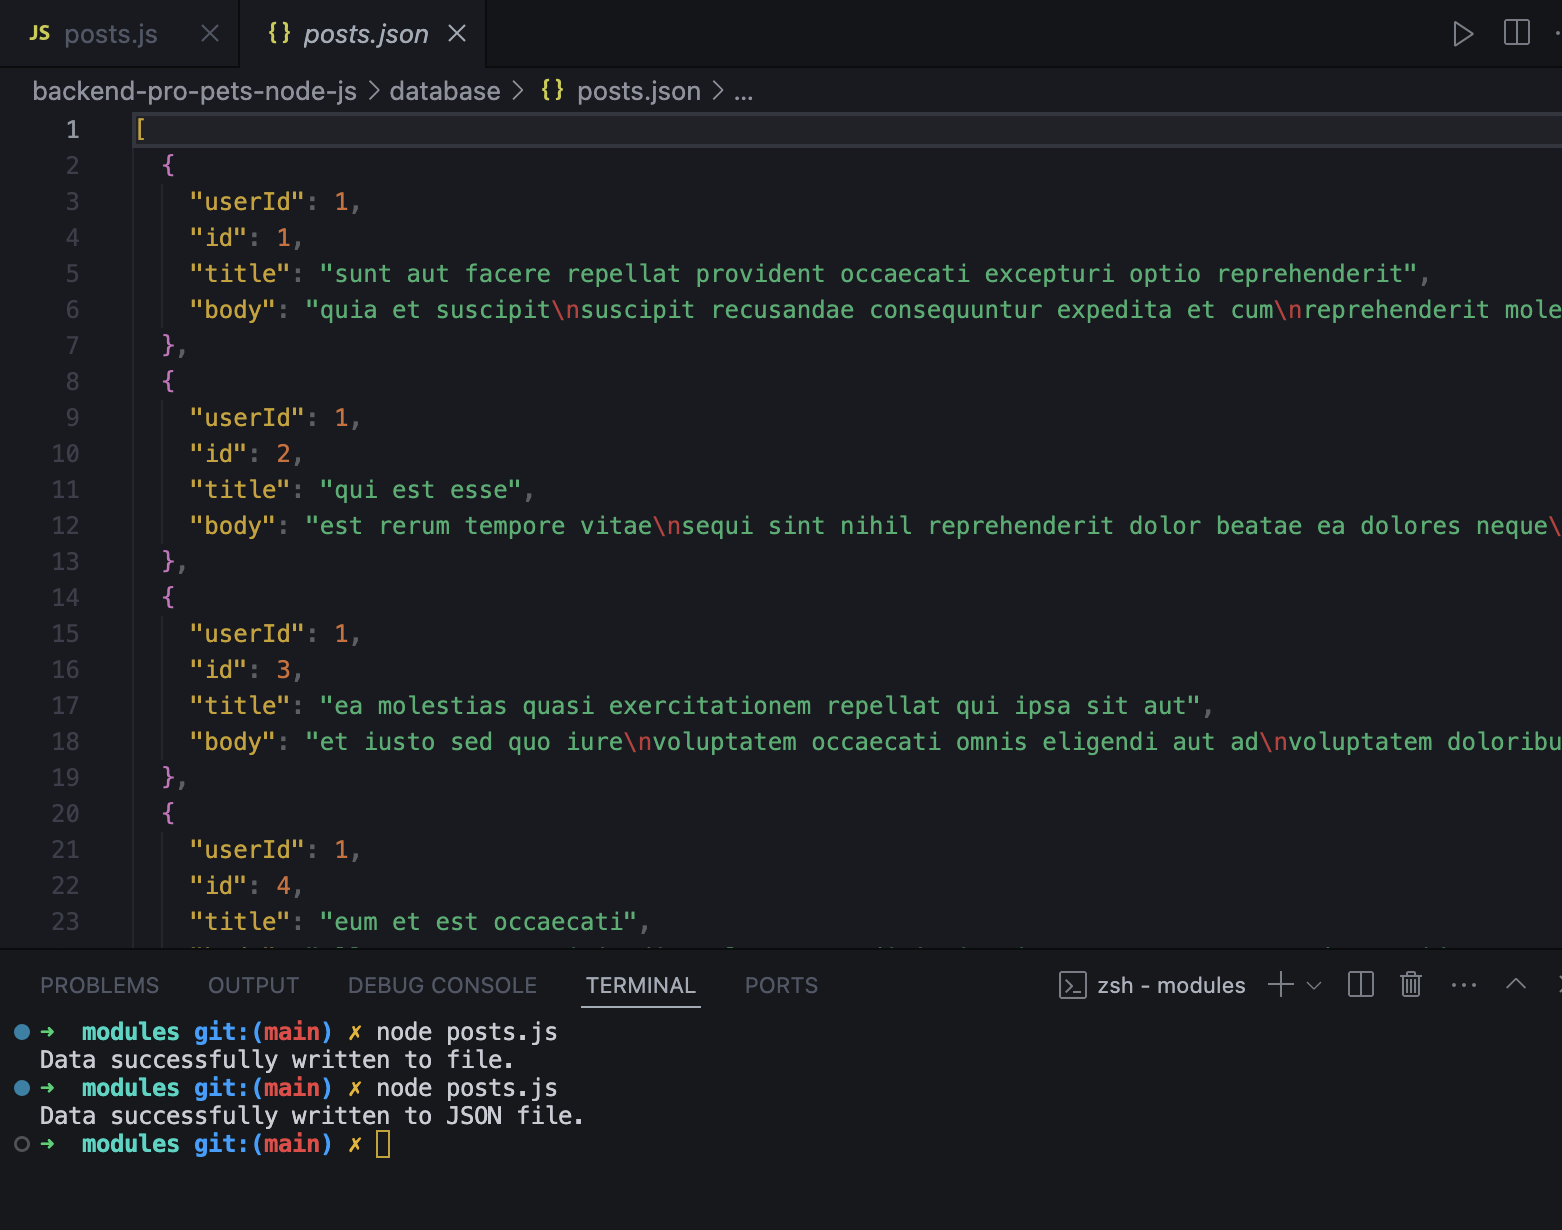 JS posts.js
{} posts.json
backend-pro-pets-node-js > database > {} posts.json > ...
1 [
2 {
3 "userId": 1,
4 "id": 1,
5 "title": "sunt aut facere repellat provident occaecati excepturi optio reprehenderit",
6 "body": "quia et suscipit\nsuscipit recusandae consequuntur expedita et cum\nreprehenderit mole
7 },
8 {
9 "userId": 1,
10 "id": 2,
11 "title": "qui est esse",
12 "body": "est rerum tempore vitae\nsequi sint nihil reprehenderit dolor beatae ea dolores neque\
13 },
14 {
15 "userId": 1,
16 "id": 3,
17 "title": "ea molestias quasi exercitationem repellat qui ipsa sit aut",
18 "body": "et iusto sed quo iure\nvoluptatem occaecati omnis eligendi aut ad\nvoluptatem doloribu
19 },
20 {
21 "userId": 1,
22 "id": 4,
23 "title": "eum et est occaecati",
PROBLEMS OUTPUT DEBUG CONSOLE TERMINAL PORTS zsh - modules
➜ modules git:(main) ✗ node posts.js
Data successfully written to file.
➜ modules git:(main) ✗ node posts.js
Data successfully written to JSON file.
➜ modules git:(main) ✗